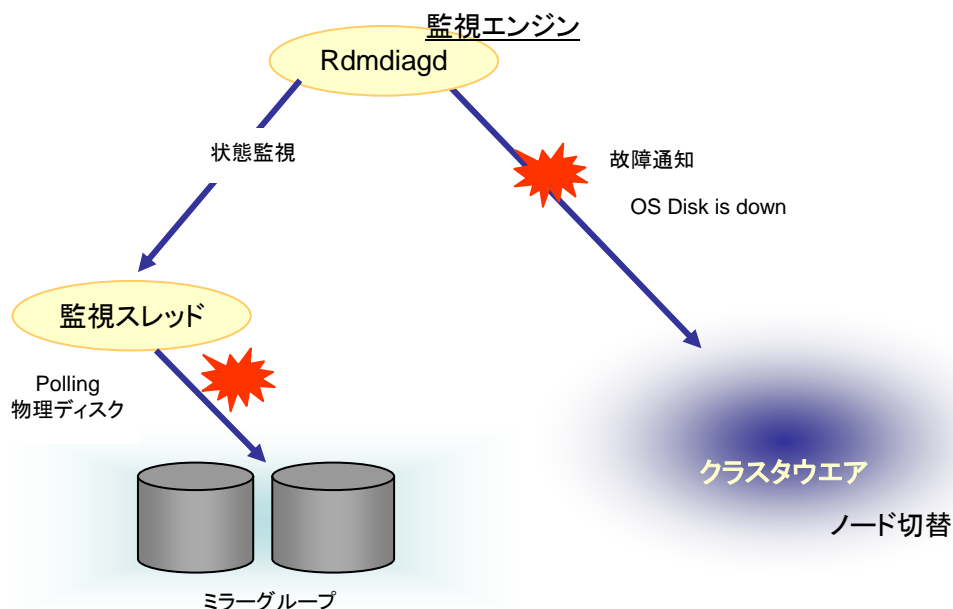 監視エンジン
Rdmdiagd
状態監視
故障通知
OS Disk is down
監視スレッド
Polling
物理ディスク
クラスタウエア
ノード切替
ミラーグループ